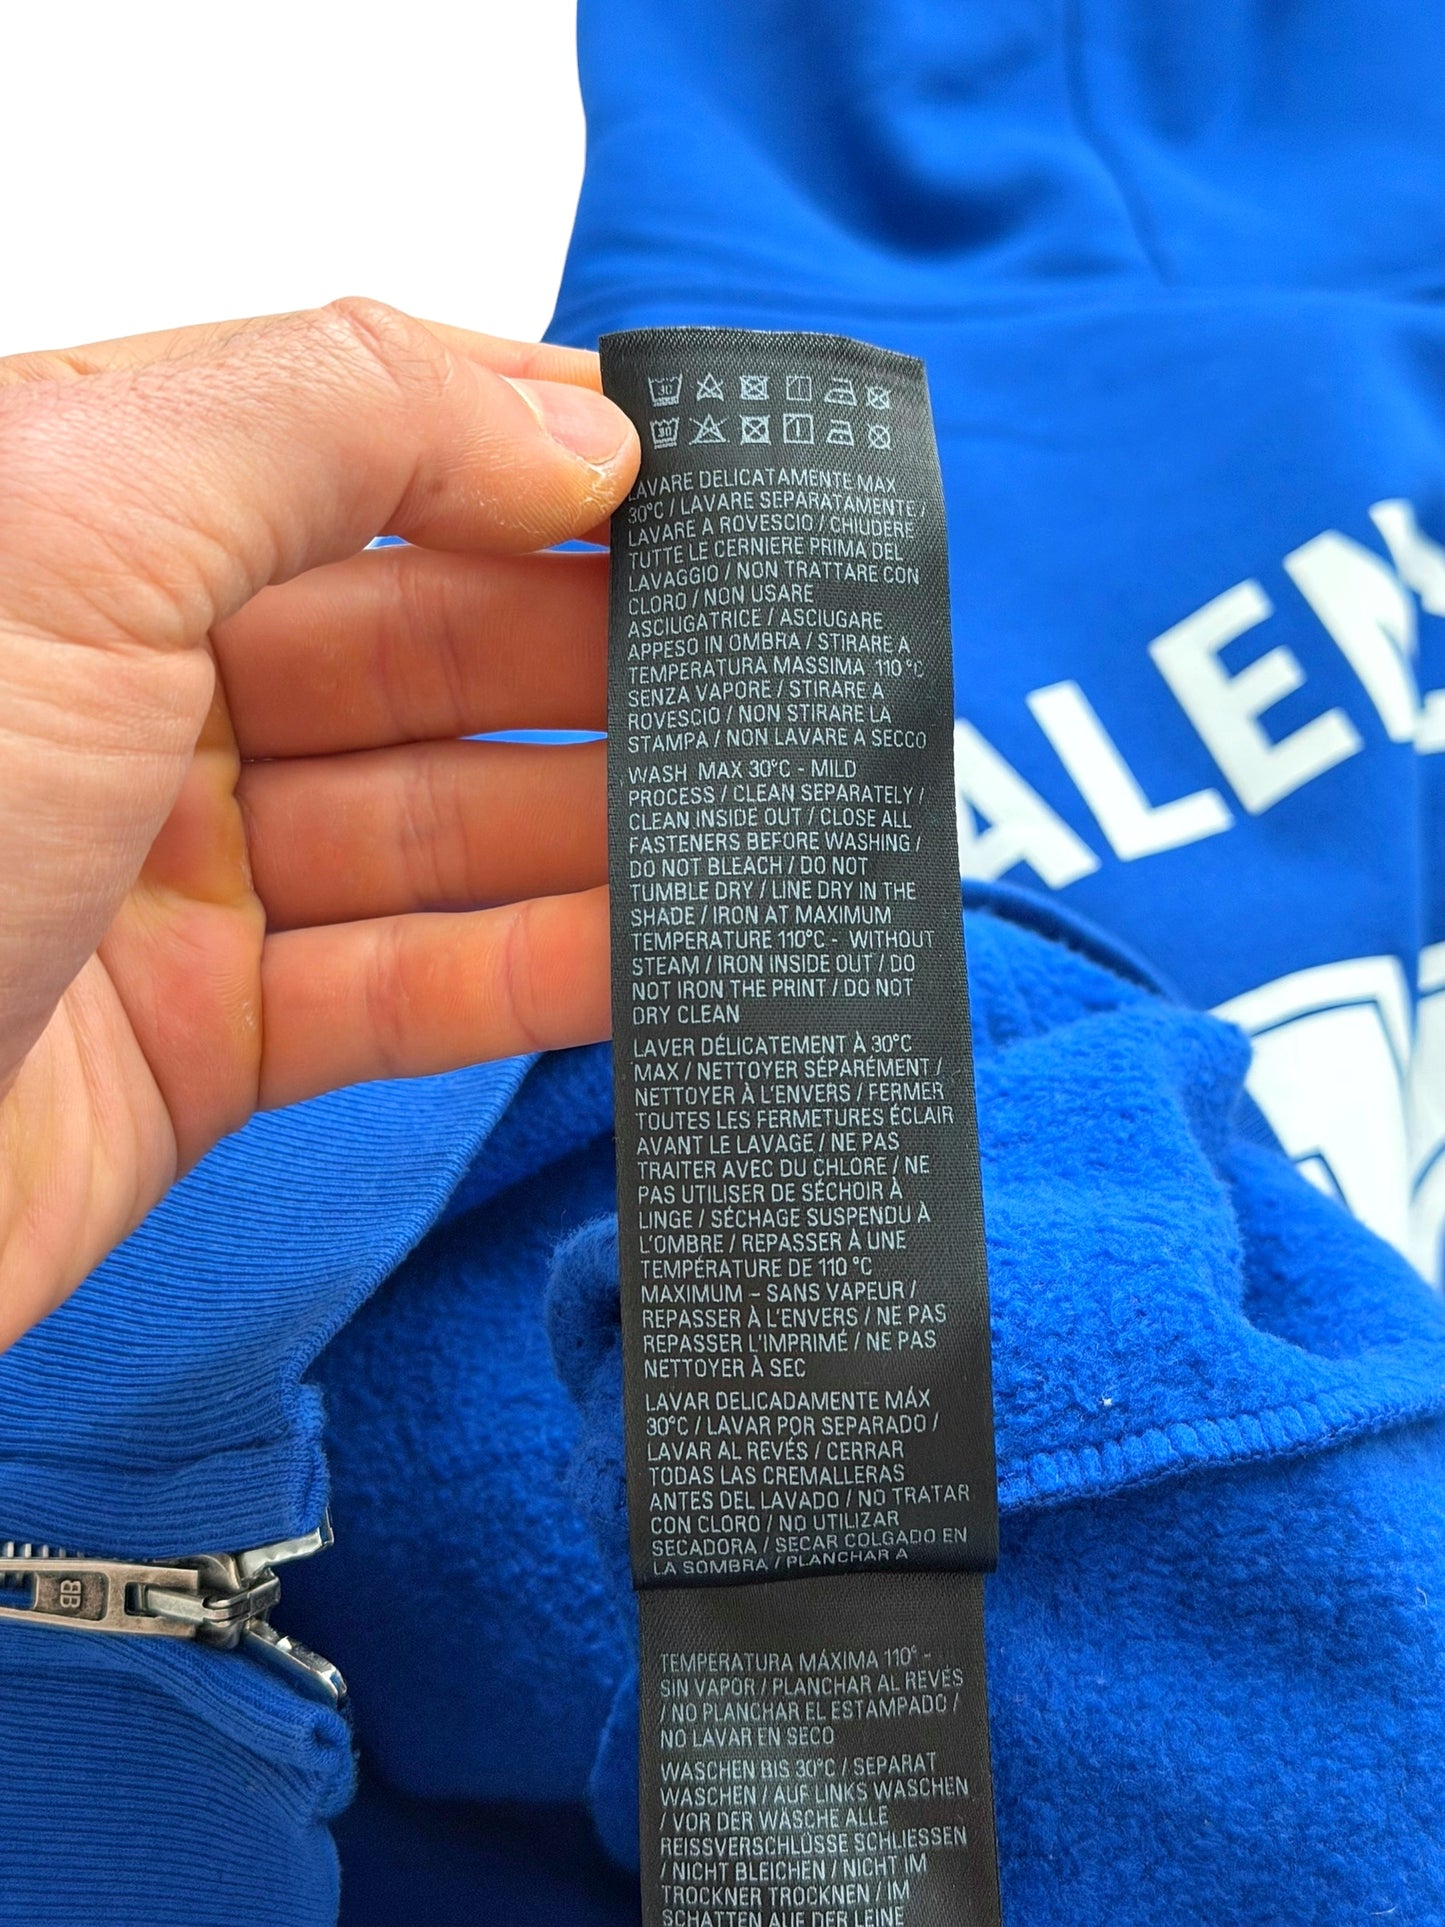 30
30
LAVARE DELICATAMENTE MAX
30°C / LAVARE SEPARATAMENTE /
LAVARE A ROVESCIO / CHIUDERE
TUTTE LE CERNIERE PRIMA DEL
LAVAGGIO / NON TRATTARE CON
CLORO / NON USARE
ASCIUGATRICE / ASCIUGARE
APPESO IN OMBRA / STIRARE A
TEMPERATURA MASSIMA 110 °C
SENZA VAPORE / STIRARE A
ROVESCIO / NON STIRARE LA
STAMPA / NON LAVARE A SECCO
WASH MAX 30°C - MILD
PROCESS / CLEAN SEPARATELY /
CLEAN INSIDE OUT / CLOSE ALL
FASTENERS BEFORE WASHING /
DO NOT BLEACH / DO NOT
TUMBLE DRY / LINE DRY IN THE
SHADE / IRON AT MAXIMUM
TEMPERATURE 110°C - WITHOUT
STEAM / IRON INSIDE OUT / DO
NOT IRON THE PRINT / DO NOT
DRY CLEAN
LAVER DÉLICATEMENT À 30°C
MAX / NETTOYER SÉPARÉMENT /
NETTOYER À L'ENVERS / FERMER
TOUTES LES FERMETURES ÉCLAIR
AVANT LE LAVAGE / NE PAS
TRAITER AVEC DU CHLORE / NE
PAS UTILISER DE SÉCHOIR À
LINGE / SÉCHAGE SUSPENDU À
L'OMBRE / REPASSER À UNE
TEMPÉRATURE DE 110 °C
MAXIMUM – SANS VAPEUR /
REPASSER À L'ENVERS / NE PAS
REPASSER L'IMPRIMÉ / NE PAS
NETTOYER À SEC
LAVAR DELICADAMENTE MÁX
30°C / LAVAR POR SEPARADO /
LAVAR AL REVÉS / CERRAR
TODAS LAS CREMALLERAS
ANTES DEL LAVADO / NO TRATAR
CON CLORO / NO UTILIZAR
SECADORA / SECAR COLGADO EN
LA SOMBRA / PLANCHAR A
TEMPERATURA MÁXIMA 110° -
SIN VAPOR / PLANCHAR AL REVÉS
/ NO PLANCHAR EL ESTAMPADO /
NO LAVAR EN SECO
WASCHEN BIS 30°C / SEPARAT
WASCHEN / AUF LINKS WASCHEN
/ VOR DER WÄSCHE ALLE
REISSVERSCHLÜSSE SCHLIESSEN
/ NICHT BLEICHEN / NICHT IM
TROCKNER TROCKNEN / IM
SCHATTEN AUF DER LEINE
ALEN
BB